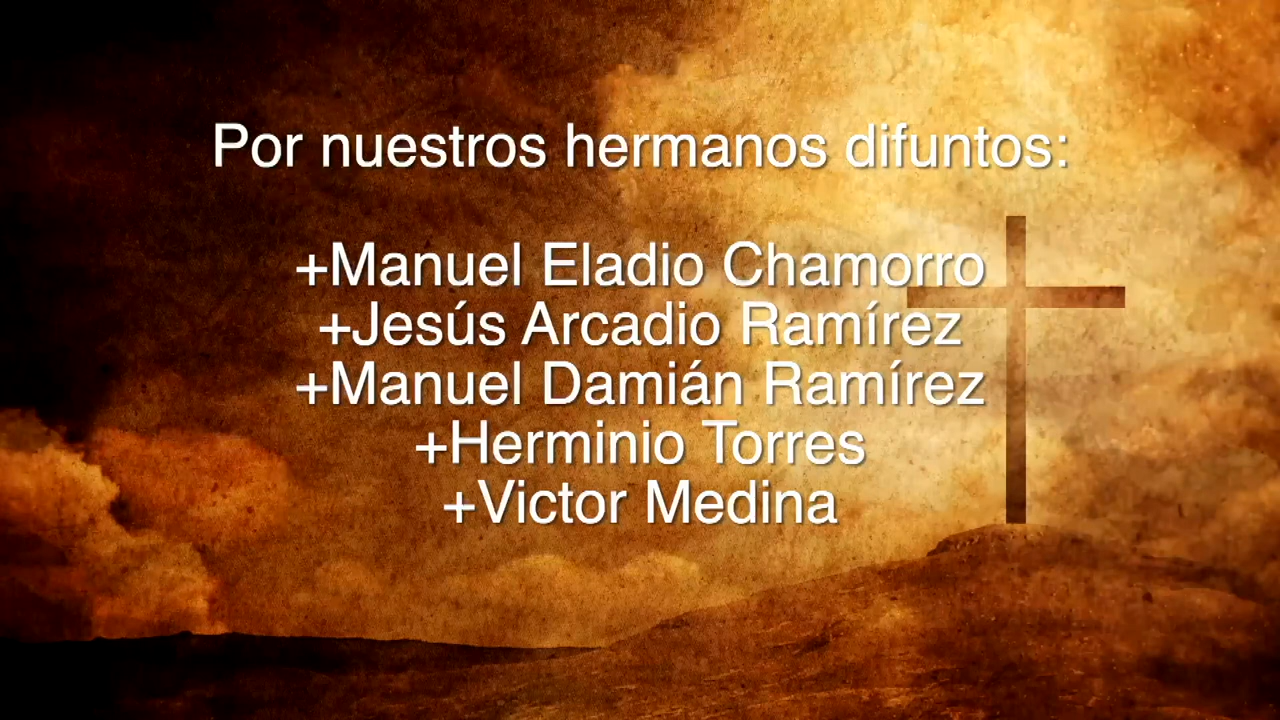 Por nuestros hermanos difuntos:
+Manuel Eladio Chamorro
+Jesús Arcadio Ramírez
+Manuel Damián Ramírez
+Herminio Torres
+Victor Medina